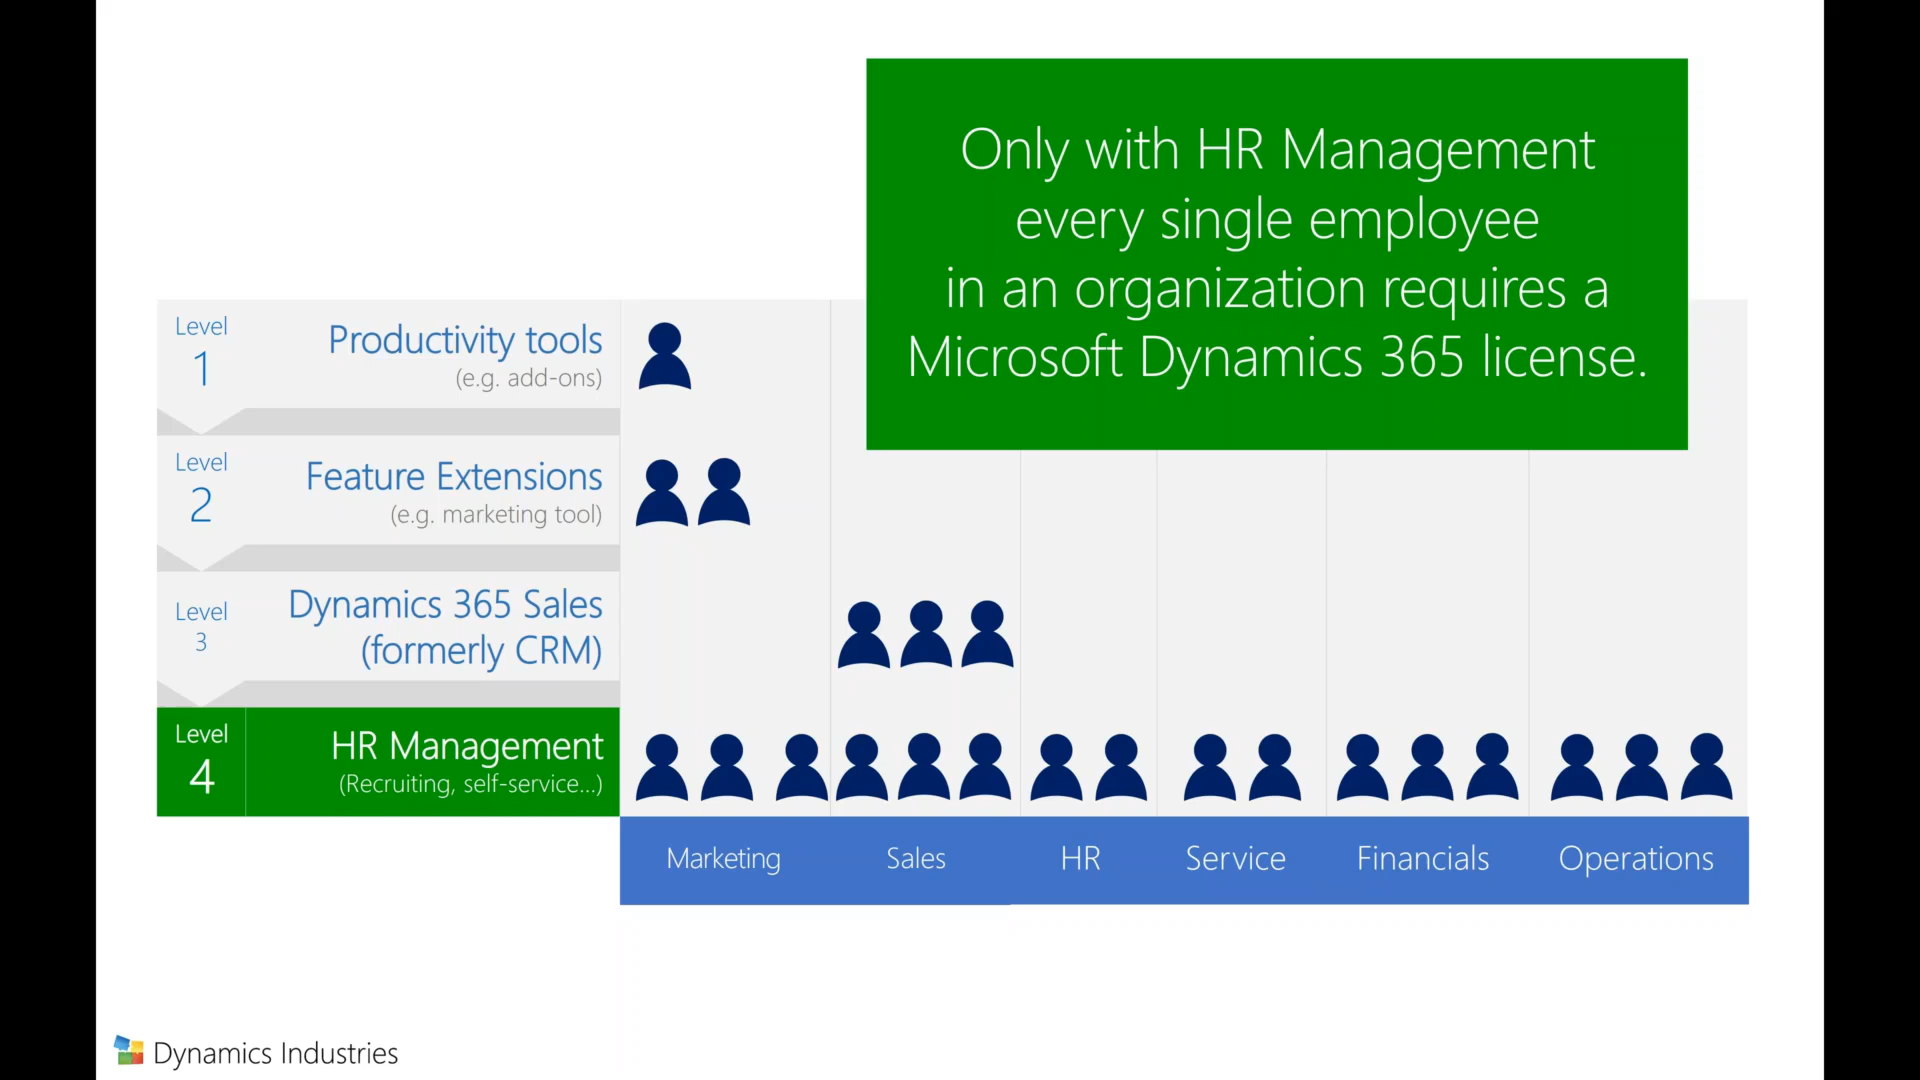 Only with HR Management
every single employee
in an organization requires a
Microsoft Dynamics 365 license.
Level
1
Productivity tools
(e.g. add-ons)
Level
2
Feature Extensions
(e.g. marketing tool)
Level
3
Dynamics 365 Sales
(formerly CRM)
Level
4
HR Management
(Recruiting, self-service...)
Marketing
Sales
HR
Service
Financials
Operations
Dynamics Industries